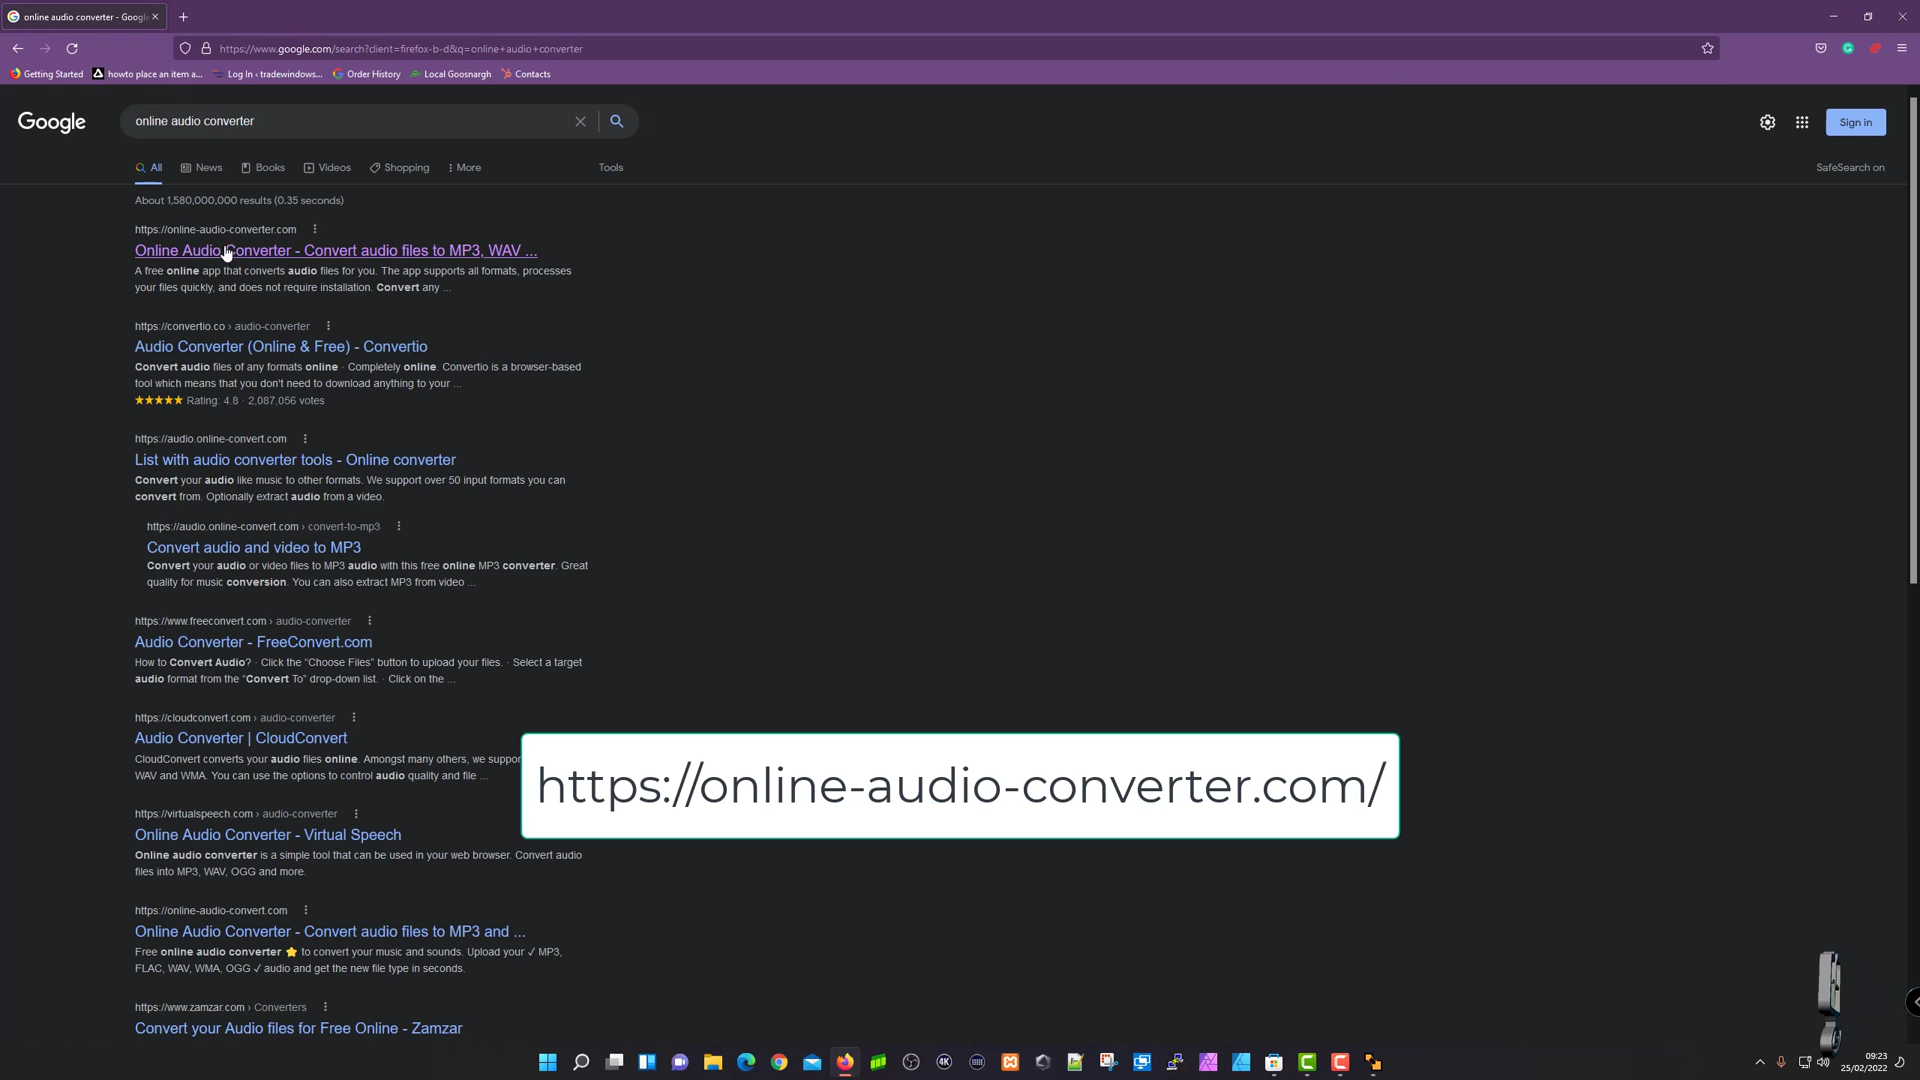 online audio converter - Google
https://www.google.com/search?client=firefox-b-d&q=online+audio+converter
Getting Started
howto place an item a...
Log In ‹ tradewindows...
Order History
Local Goosnargh
Contacts
Google
online audio converter
Sign in
All
News
Books
Videos
Shopping
More
Tools
SafeSearch on
About 1,580,000,000 results (0.35 seconds)
https://online-audio-converter.com
Online Audio Converter - Convert audio files to MP3, WAV ...
A free online app that converts audio files for you. The app supports all formats, processes
your files quickly, and does not require installation. Convert any ...
https://convertio.co › audio-converter
Audio Converter (Online & Free) - Convertio
Convert audio files of any formats online · Completely online. Convertio is a browser-based
tool which means that you don't need to download anything to your ...
Rating: 4.8 · 2,087,056 votes
https://audio.online-convert.com
List with audio converter tools - Online converter
Convert your audio like music to other formats. We support over 50 input formats you can
convert from. Optionally extract audio from a video.
https://audio.online-convert.com › convert-to-mp3
Convert audio and video to MP3
Convert your audio or video files to MP3 audio with this free online MP3 converter. Great
quality for music conversion. You can also extract MP3 from video ...
https://www.freeconvert.com › audio-converter
Audio Converter - FreeConvert.com
How to Convert Audio? · Click the "Choose Files" button to upload your files. · Select a target
audio format from the "Convert To" drop-down list. · Click on the ...
https://cloudconvert.com › audio-converter
Audio Converter | CloudConvert
CloudConvert converts your audio files online. Amongst many others, we suppor
WAV and WMA. You can use the options to control audio quality and file ...
https://online-audio-converter.com/
https://virtualspeech.com › audio-converter
Online Audio Converter - Virtual Speech
Online audio converter is a simple tool that can be used in your web browser. Convert audio
files into MP3, WAV, OGG and more.
https://online-audio-convert.com
Online Audio Converter - Convert audio files to MP3 and ...
Free online audio converter ⭐ to convert your music and sounds. Upload your ✓ MP3,
FLAC, WAV, WMA, OGG ✓ audio and get the new file type in seconds.
https://www.zamzar.com › Converters
Convert your Audio files for Free Online - Zamzar
4K
09:23
25/02/2022